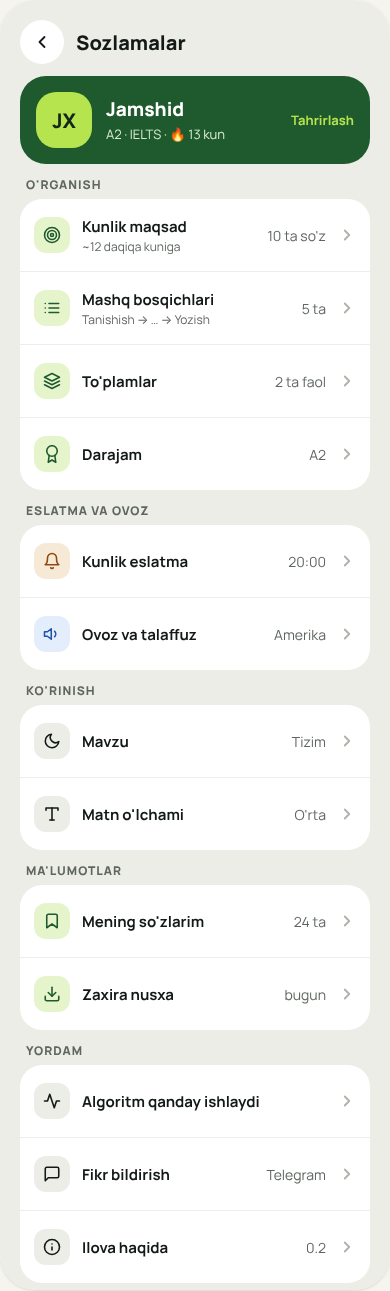 Sozlamalar
JX
Jamshid
A2 · IELTS · 🔥 13 kun
Tahrirlash
O'RGANISH
Kunlik maqsad
~12 daqiqa kuniga
10 ta so'z
Mashq bosqichlari
Tanishish → … → Yozish
5 ta
To'plamlar
2 ta faol
Darajam
A2
ESLATMA VA OVOZ
Kunlik eslatma
20:00
Ovoz va talaffuz
Amerika
KO'RINISH
Mavzu
Tizim
Matn o'lchami
O'rta
MA'LUMOTLAR
Mening so'zlarim
24 ta
Zaxira nusxa
bugun
YORDAM
Algoritm qanday ishlaydi
Fikr bildirish
Telegram
Ilova haqida
0.2